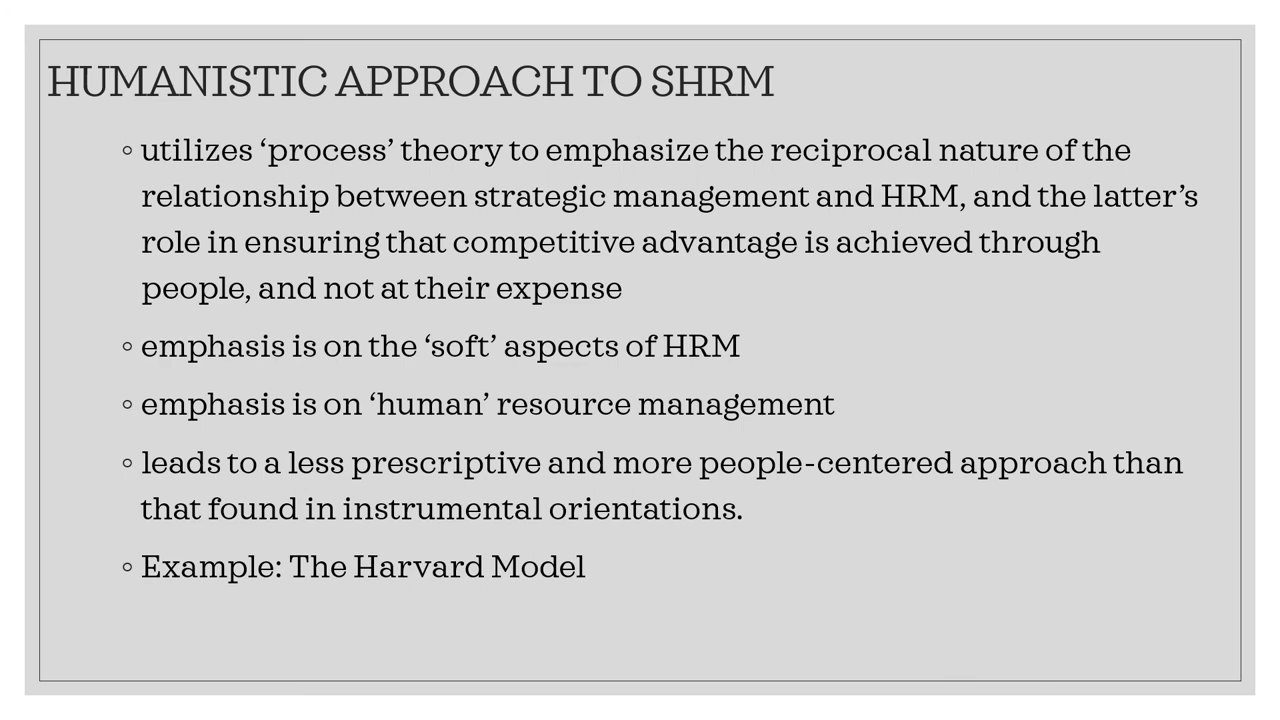 HUMANISTIC APPROACH TO SHRM
◦ utilizes ‘process’ theory to emphasize the reciprocal nature of the
relationship between strategic management and HRM, and the latter’s
role in ensuring that competitive advantage is achieved through
people, and not at their expense
◦ emphasis is on the ‘soft’ aspects of HRM
◦ emphasis is on ‘human’ resource management
◦ leads to a less prescriptive and more people-centered approach than
that found in instrumental orientations.
◦ Example: The Harvard Model